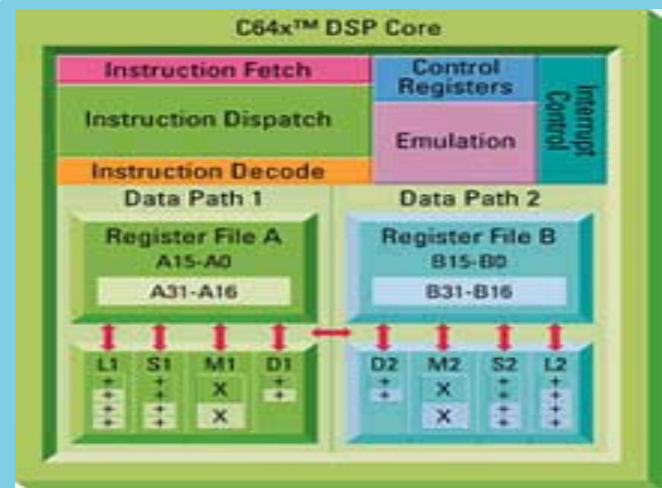 C64x™ DSP Core
Instruction Fetch
Instruction Dispatch
Instruction Decode
Control
Registers
Emulation
Interrupt
Control
Data Path 1
Register File A
A15-A0
A31-A16
L1 S1 M1 D1
+ + X +
+ + X +
+ +
+ +
Data Path 2
Register File B
B15-B0
B31-B16
D2 M2 S2 L2
+ X + +
+ X + +
+ +
+ +